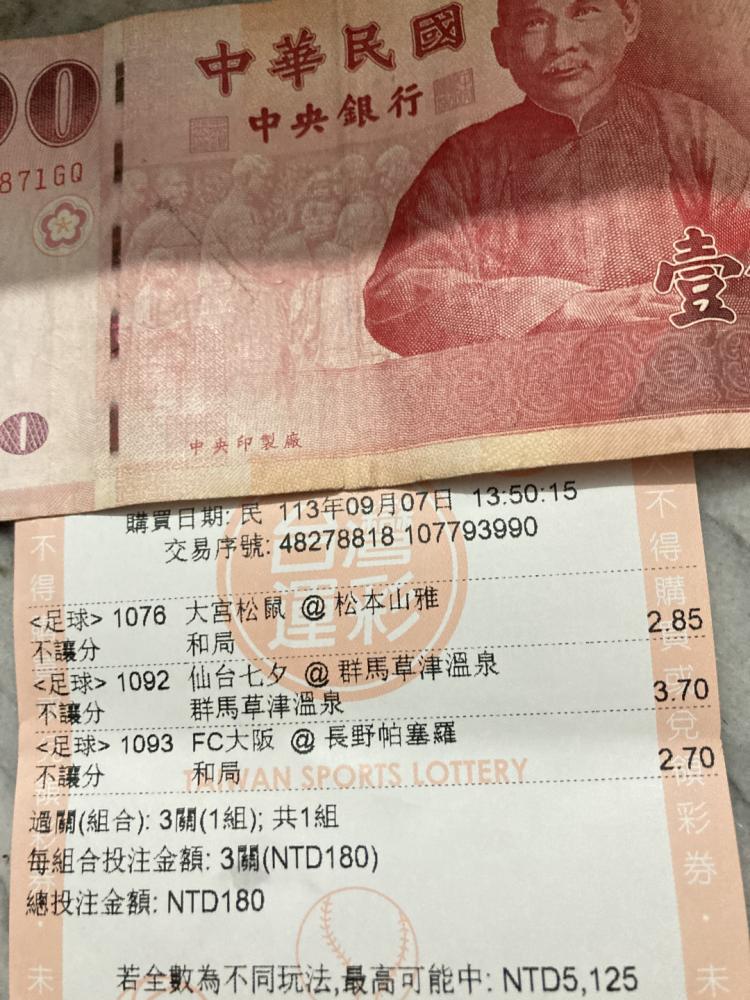 00
中華民國
中央銀行
871GQ
壹
中央印製廠
1
購買日期: 民 113年09月07日 13:50:15
交易序號: 48278818 107793990
台灣
運彩
<足球> 1076 大宮松鼠 @ 松本山雅
不讓分 和局 2.85
<足球> 1092 仙台七夕 @ 群馬草津溫泉
不讓分 群馬草津溫泉 3.70
<足球> 1093 FC大阪 @ 長野帕塞羅
不讓分 和局 2.70
TAIWAN SPORTS LOTTERY
過關(組合): 3關(1組); 共1組
每組合投注金額: 3關(NTD180)
總投注金額: NTD180
若全數為不同玩法,最高可能中: NTD5,125
不得
未
人不得購買或兌領彩券．未